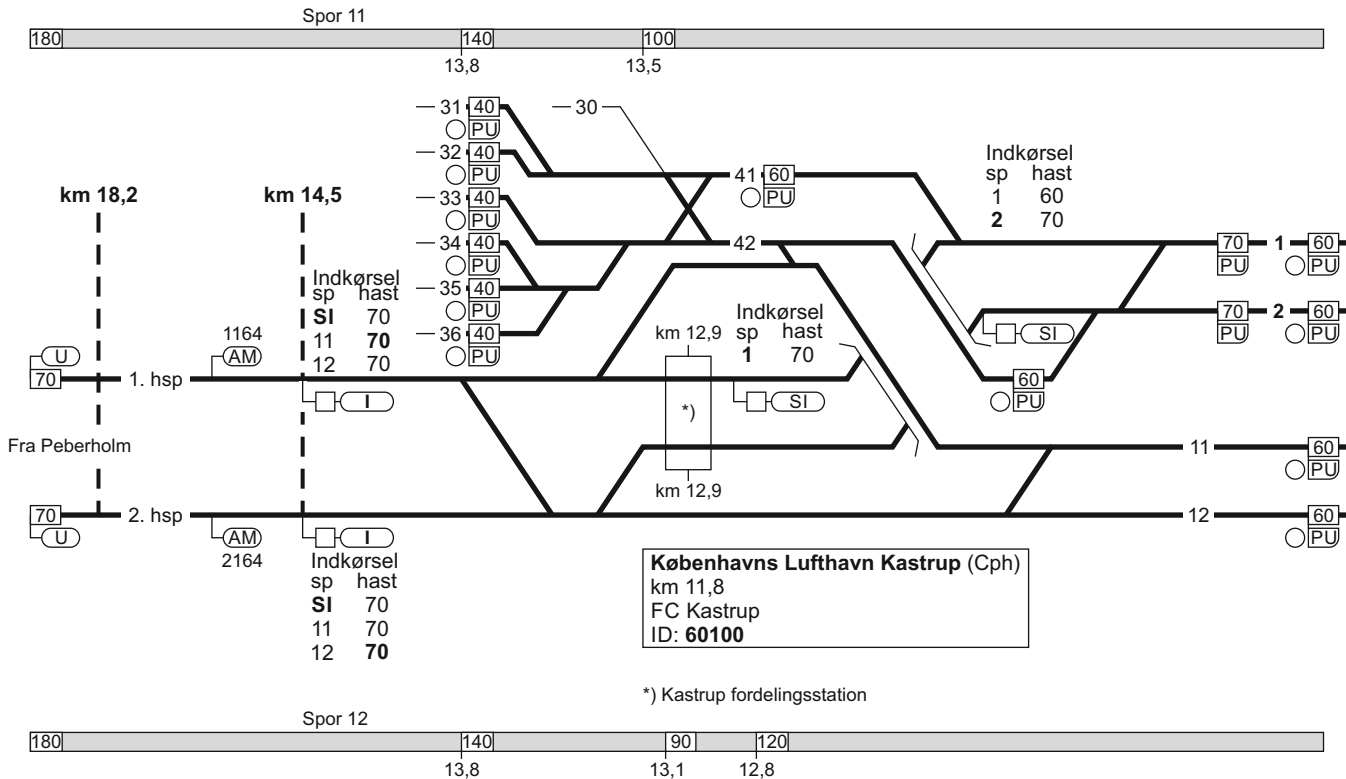 Spor 11
180 140 100
13,8 13,5
31 40 30
PU
32 40
PU
41 60
PU
33 40
PU
34 40
PU
42
35 40
PU
36 40
PU
Indkørsel
sp hast
1 60
2 70
km 18,2 km 14,5
Indkørsel
sp hast
SI 70
11 70
12 70
1164
U AM
70 1. hsp
I
km 12,9
*)
km 12,9
Indkørsel
sp hast
1 70
SI
SI
70 1 60
PU PU
70 2 60
PU PU
60
PU
11 60
PU
Fra Peberholm
70 2. hsp 12 60
U AM I PU
2164
Indkørsel
sp hast
SI 70
11 70
12 70
Københavns Lufthavn Kastrup (Cph)
km 11,8
FC Kastrup
ID: 60100
*) Kastrup fordelingsstation
Spor 12
180 140 90 120
13,8 13,1 12,8